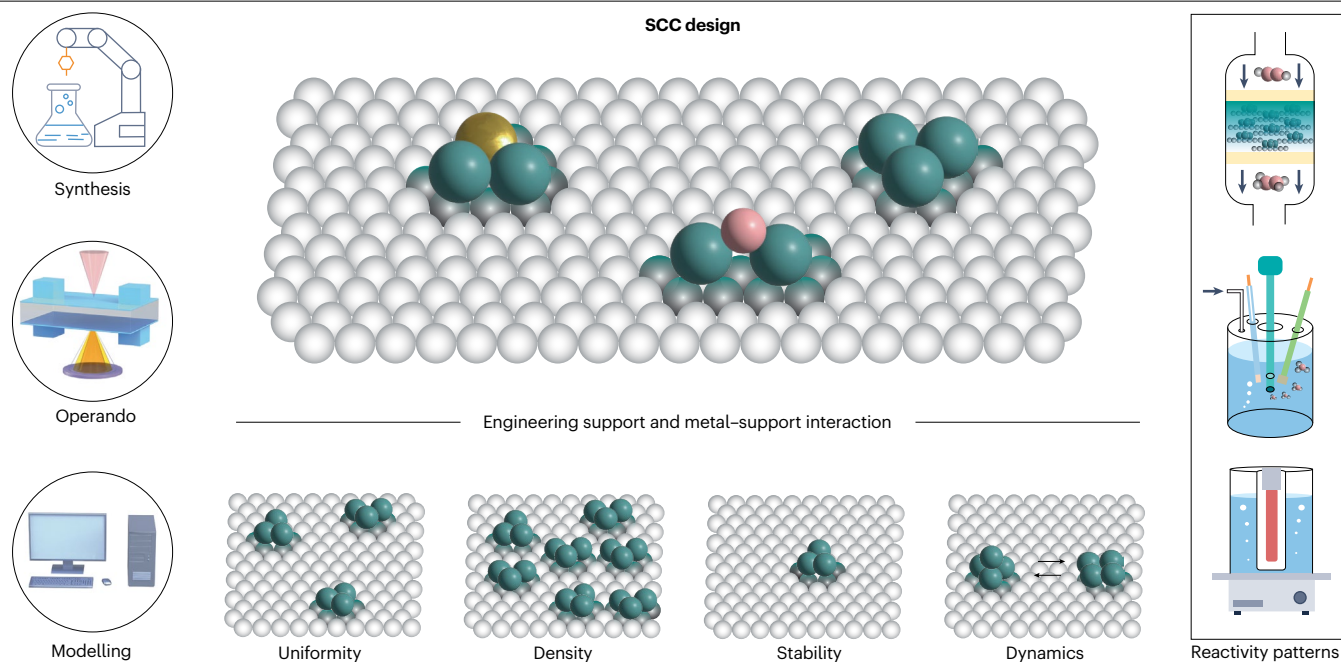 SCC design
Synthesis
Operando
Engineering support and metal–support interaction
Modelling
Uniformity
Density
Stability
Dynamics
Reactivity patterns